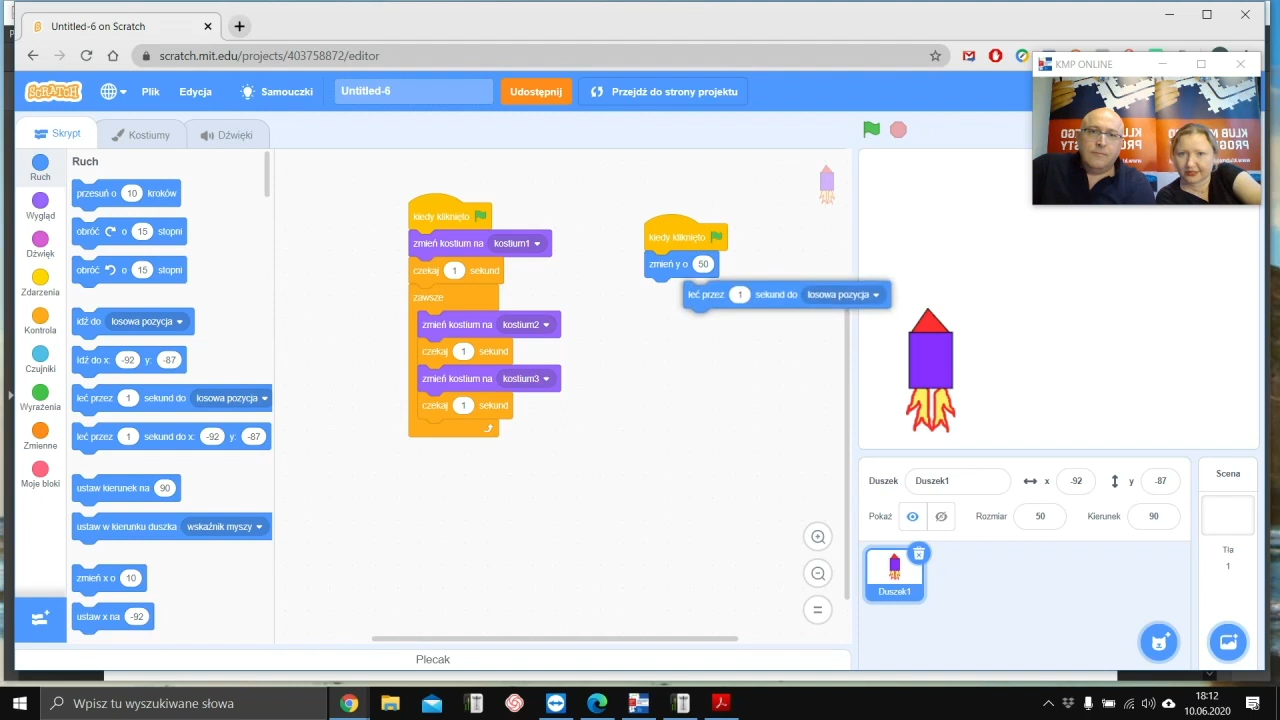 Untitled-6 on Scratch
scratch.mit.edu/projects/403758872/editor
KMP ONLINE
SCRATCH
Plik
Edycja
Samouczki
Untitled-6
Udostępnij
Przejdź do strony projektu
Skrypt
Kostiumy
Dźwięki
Ruch
Wygląd
Dźwięk
Zdarzenia
Kontrola
Czujniki
Wyrażenia
Zmienne
Moje bloki
Ruch
przesuń o 10 kroków
obróć o 15 stopni
obróć o 15 stopni
idź do losowa pozycja
Idź do x: -92 y: -87
leć przez 1 sekund do losowa pozycja
leć przez 1 sekund do x: -92 y: -87
ustaw kierunek na 90
ustaw w kierunku duszka wskaźnik myszy
zmień x o 10
ustaw x na -92
kiedy kliknięto
zmień kostium na kostium1
czekaj 1 sekund
zawsze
zmień kostium na kostium2
czekaj 1 sekund
zmień kostium na kostium3
czekaj 1 sekund
kiedy kliknięto
zmień y o 50
leć przez 1 sekund do losowa pozycja
Duszek Duszek1 x -92 y -87
Pokaż Rozmiar 50 Kierunek 90
Duszek1
Scena
Tła
1
Plecak
Wpisz tu wyszukiwane słowa
18:12
10.06.2020